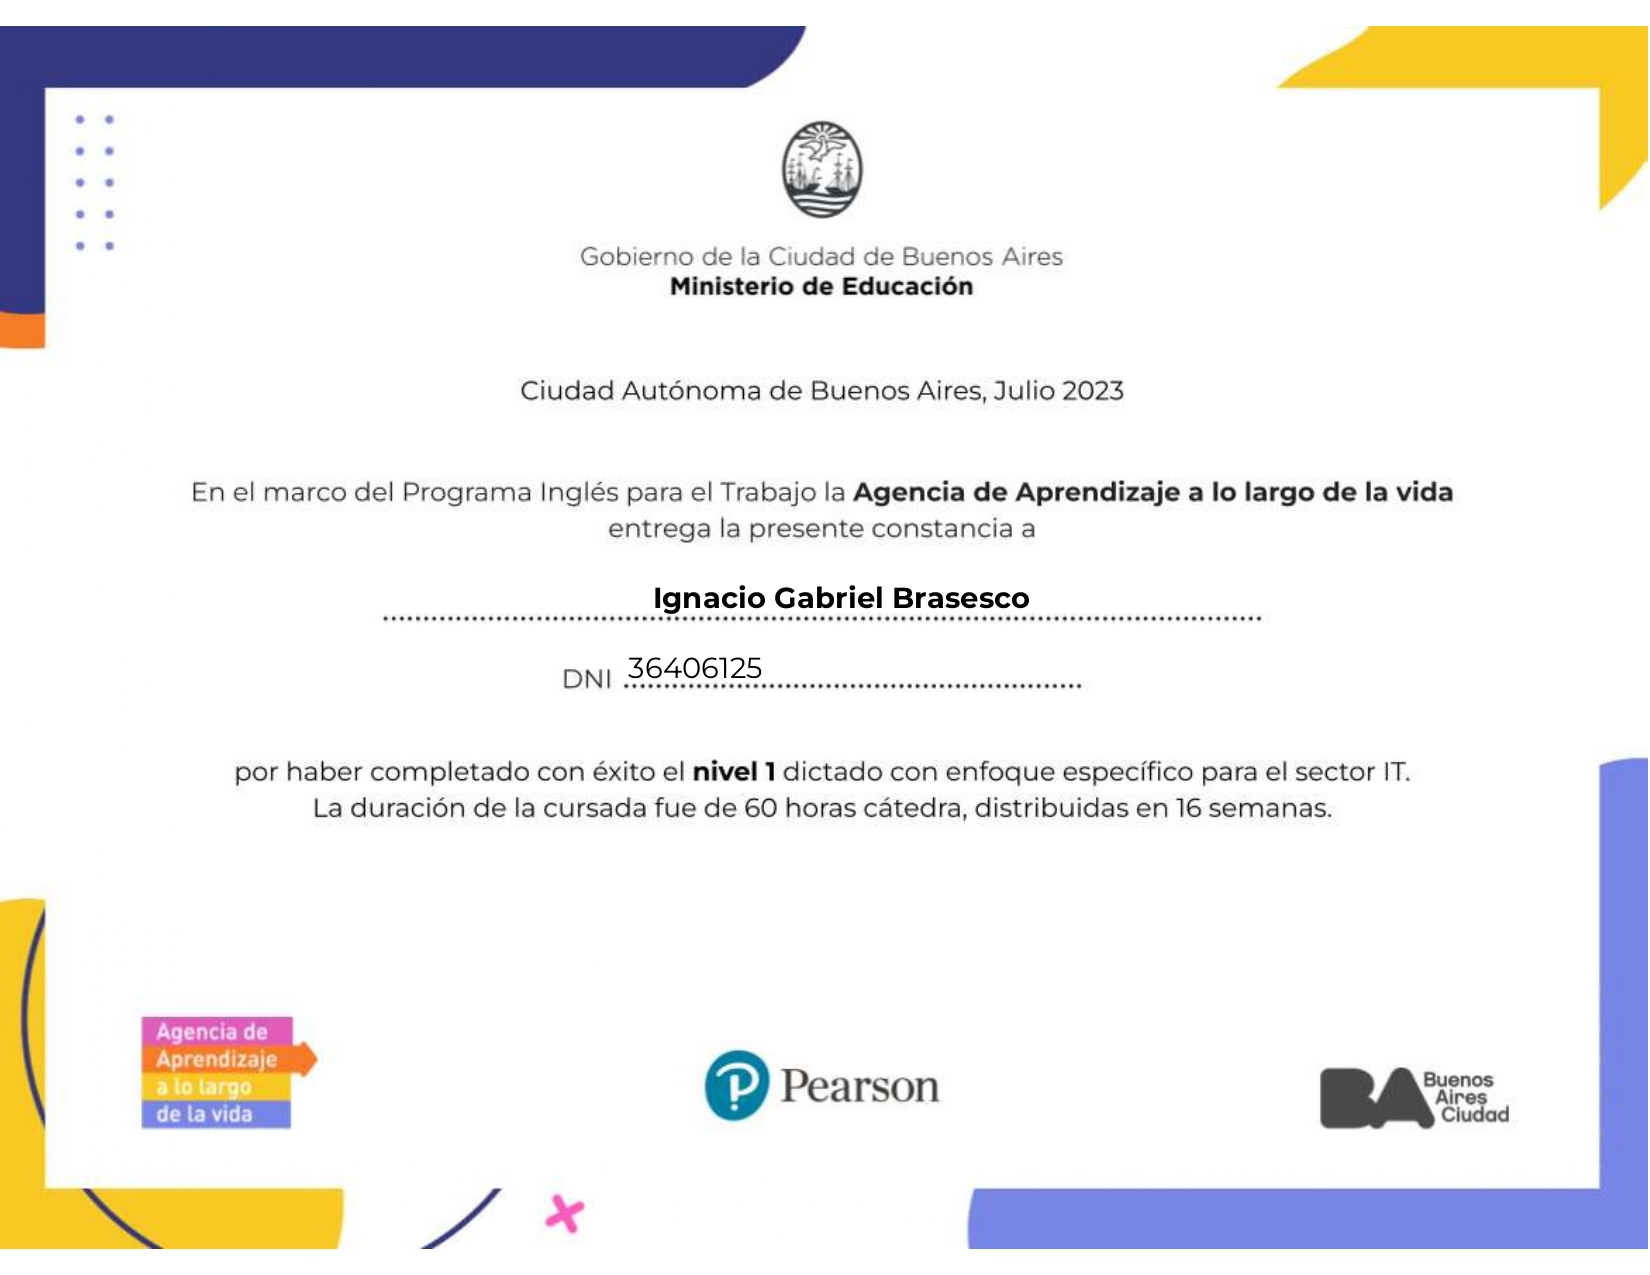 Gobierno de la Ciudad de Buenos Aires
Ministerio de Educación
Ciudad Autónoma de Buenos Aires, Julio 2023
En el marco del Programa Inglés para el Trabajo la Agencia de Aprendizaje a lo largo de la vida
entrega la presente constancia a
Ignacio Gabriel Brasesco
DNI 36406125
por haber completado con éxito el nivel 1 dictado con enfoque específico para el sector IT.
La duración de la cursada fue de 60 horas cátedra, distribuidas en 16 semanas.
Agencia de
Aprendizaje
a lo largo
de la vida
Pearson
BA
Buenos
Aires
Ciudad